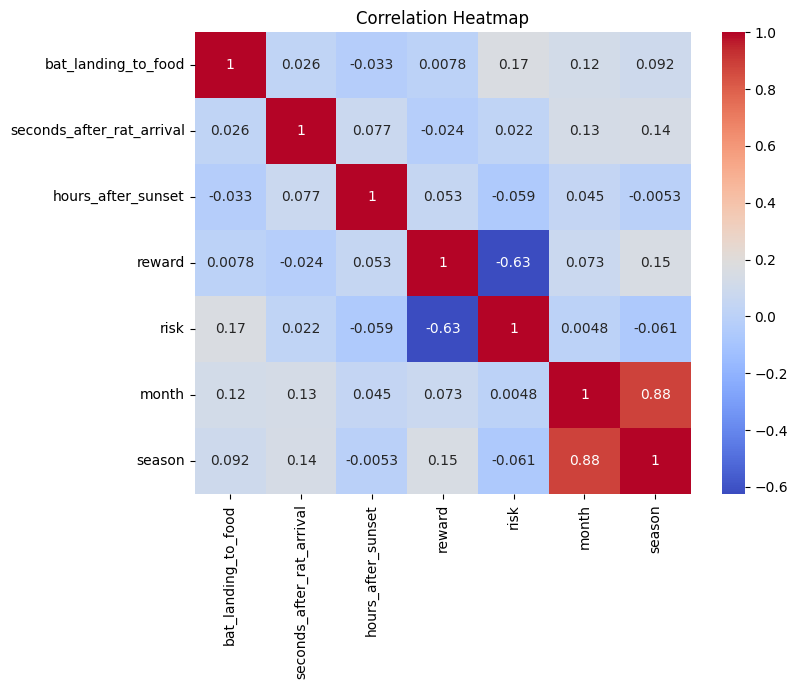 Correlation Heatmap
bat_landing_to_food 1 0.026 -0.033 0.0078 0.17 0.12 0.092
seconds_after_rat_arrival 0.026 1 0.077 -0.024 0.022 0.13 0.14
hours_after_sunset -0.033 0.077 1 0.053 -0.059 0.045 -0.0053
reward 0.0078 -0.024 0.053 1 -0.63 0.073 0.15
risk 0.17 0.022 -0.059 -0.63 1 0.0048 -0.061
month 0.12 0.13 0.045 0.073 0.0048 1 0.88
season 0.092 0.14 -0.0053 0.15 -0.061 0.88 1
bat_landing_to_food
seconds_after_rat_arrival
hours_after_sunset
reward
risk
month
season
1.0
0.8
0.6
0.4
0.2
0.0
−0.2
−0.4
−0.6